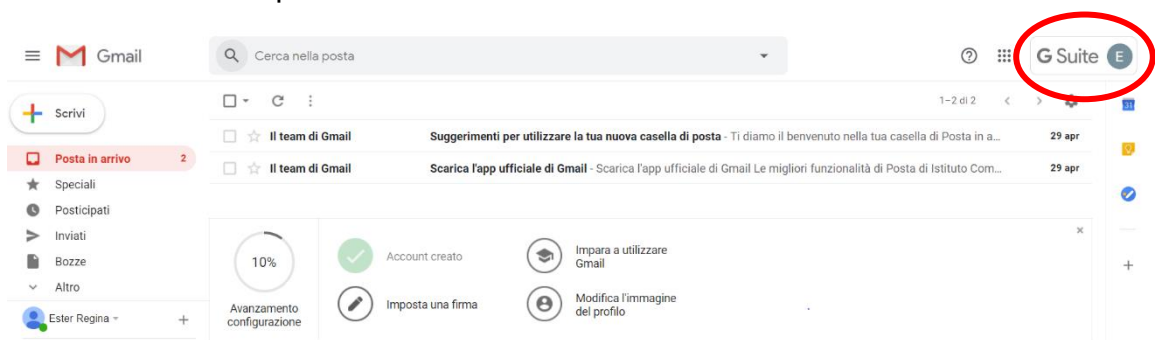 Gmail
Cerca nella posta
G Suite E
Scrivi
1-2 di 2
31
Il team di Gmail Suggerimenti per utilizzare la tua nuova casella di posta - Ti diamo il benvenuto nella tua casella di Posta in a... 29 apr
Posta in arrivo 2
Il team di Gmail Scarica l'app ufficiale di Gmail - Scarica l'app ufficiale di Gmail Le migliori funzionalità di Posta di Istituto Com... 29 apr
Speciali
Posticipati
Inviati
Bozze
Altro
Ester Regina
10%
Avanzamento
configurazione
Account creato
Impara a utilizzare
Gmail
Imposta una firma
Modifica l'immagine
del profilo